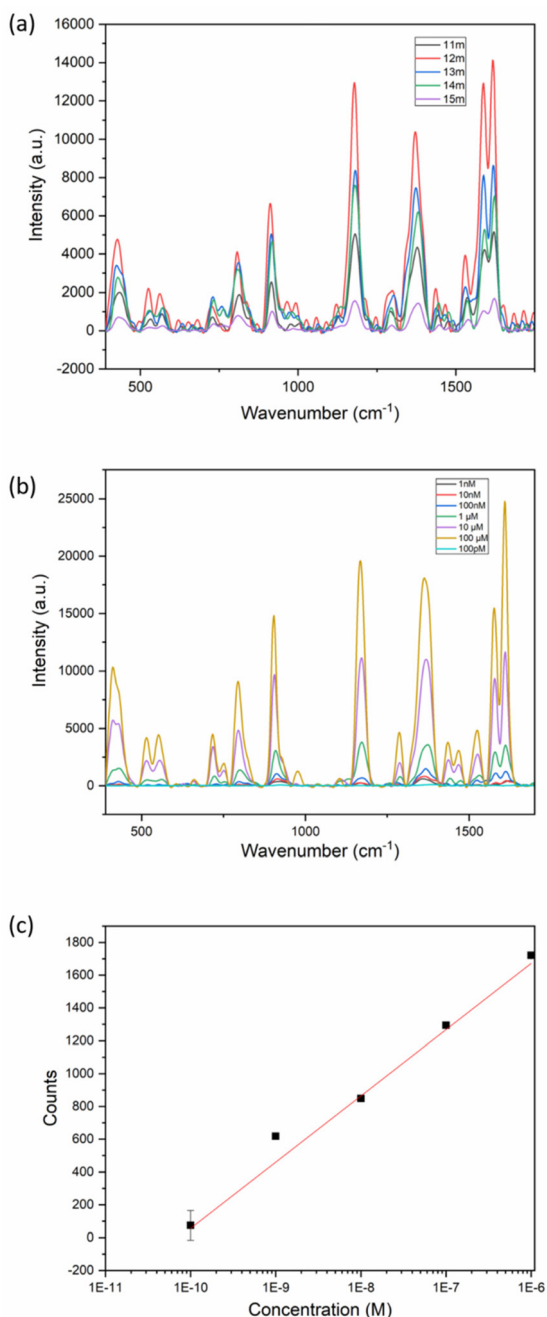 (a)
16000
14000
12000
10000
8000
6000
4000
2000
0
-2000
Intensity (a.u.)
11m
12m
13m
14m
15m
500 1000 1500
Wavenumber (cm⁻¹)
(b)
25000
20000
15000
10000
5000
0
Intensity (a.u.)
1nM
10nM
100nM
1 µM
10 µM
100 µM
100pM
500 1000 1500
Wavenumber (cm⁻¹)
(c)
1800
1600
1400
1200
1000
800
600
400
200
0
-200
Counts
1E-11 1E-10 1E-9 1E-8 1E-7 1E-6
Concentration (M)